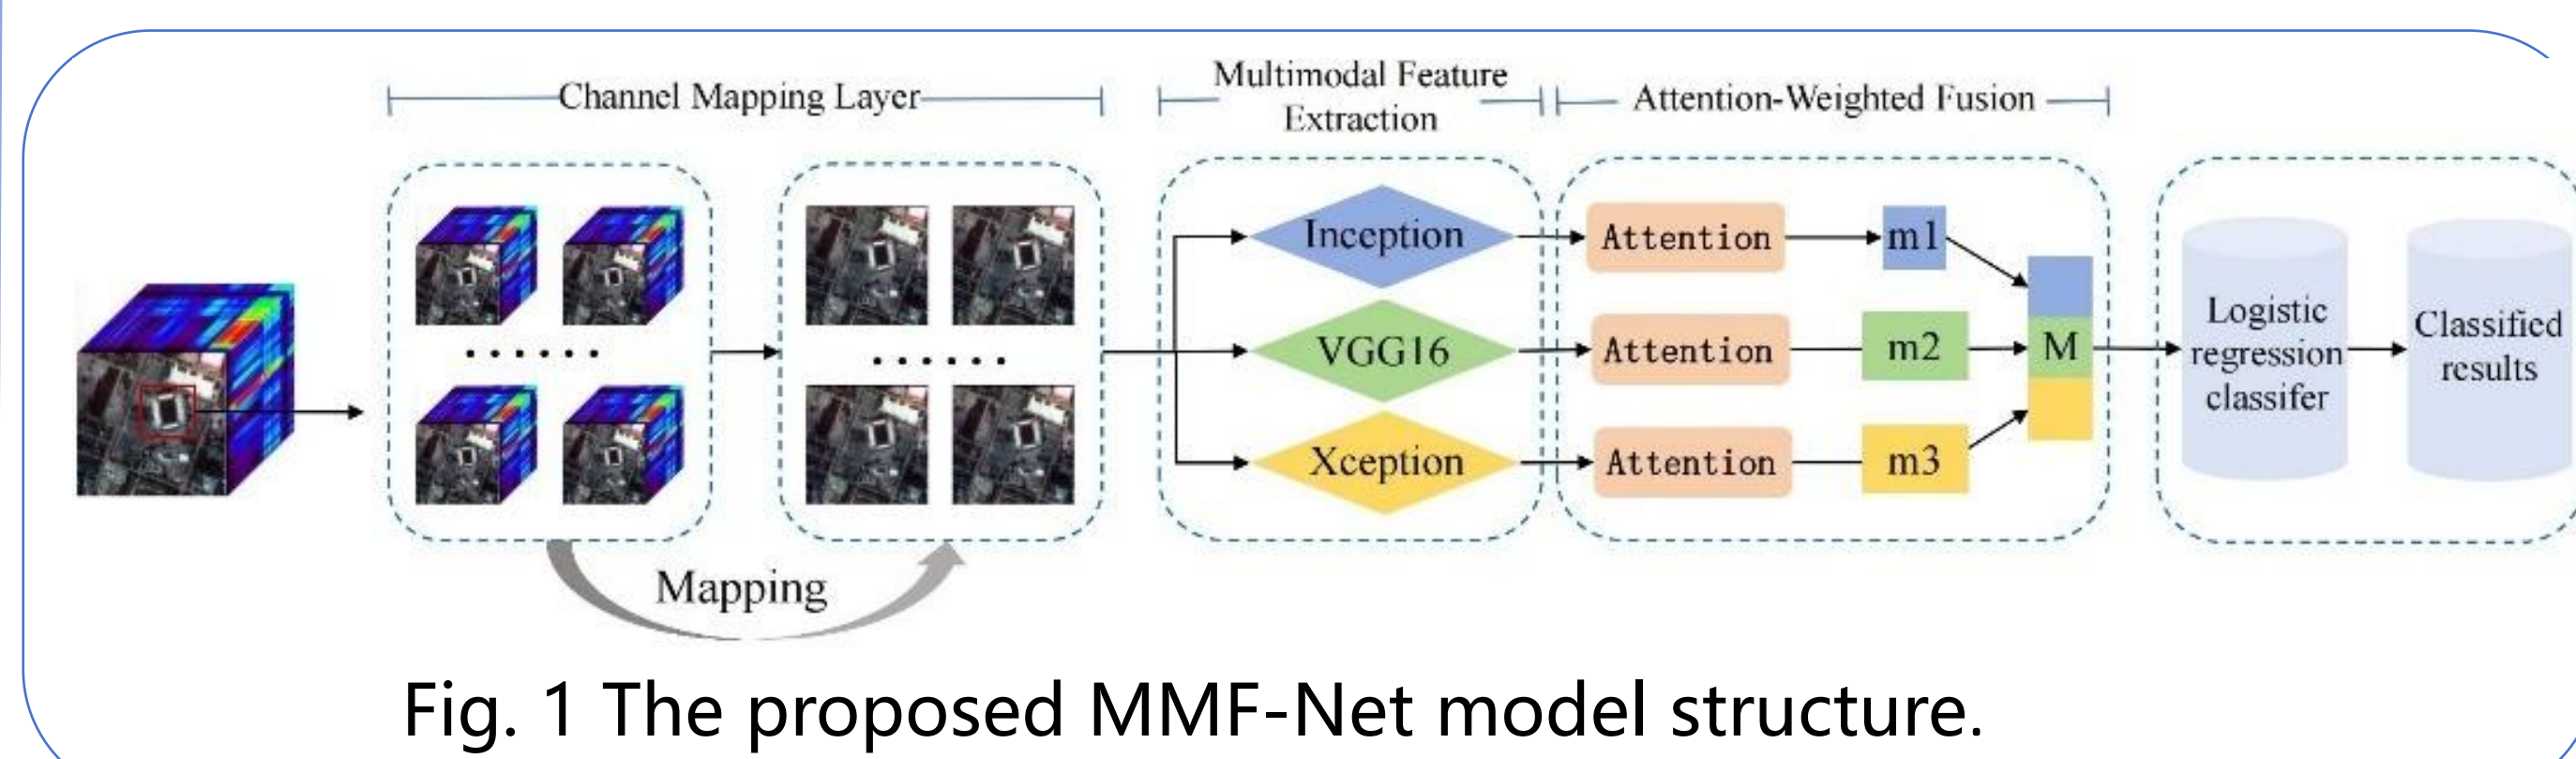 Channel Mapping Layer
Multimodal Feature
Extraction
Attention-Weighted Fusion
Inception
Attention
m1
VGG16
Attention
m2
M
Xception
Attention
m3
Logistic
regression
classifer
Classified
results
Mapping
Fig. 1 The proposed MMF-Net model structure.